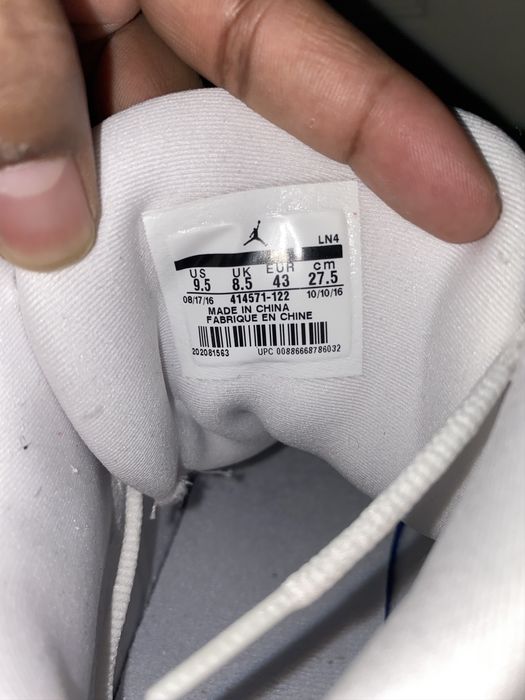 LN4
US UK EUR cm
9.5 8.5 43 27.5
08/17/16 414571-122 10/10/16
MADE IN CHINA
FABRIQUE EN CHINE
202081563 UPC 00886668786032